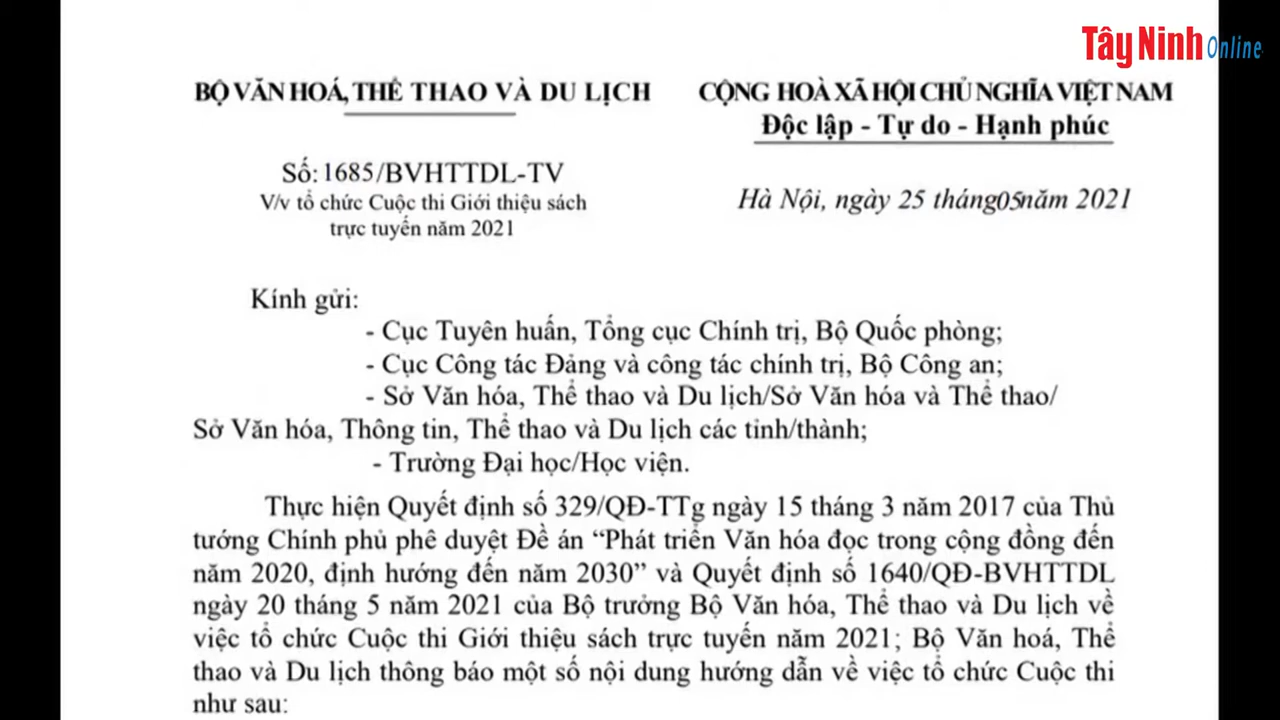 Tây Ninh Online
BỘ VĂN HOÁ, THỂ THAO VÀ DU LỊCH
CỘNG HOÀ XÃ HỘI CHỦ NGHĨA VIỆT NAM
Độc lập - Tự do - Hạnh phúc
Số: 1685/BVHTTDL-TV
V/v tổ chức Cuộc thi Giới thiệu sách
trực tuyến năm 2021
Hà Nội, ngày 25 tháng 05 năm 2021
Kính gửi:
- Cục Tuyên huấn, Tổng cục Chính trị, Bộ Quốc phòng;
- Cục Công tác Đảng và công tác chính trị, Bộ Công an;
- Sở Văn hóa, Thể thao và Du lịch/Sở Văn hóa và Thể thao/
Sở Văn hóa, Thông tin, Thể thao và Du lịch các tỉnh/thành;
- Trường Đại học/Học viện.
Thực hiện Quyết định số 329/QĐ-TTg ngày 15 tháng 3 năm 2017 của Thủ
tướng Chính phủ phê duyệt Đề án “Phát triển Văn hóa đọc trong cộng đồng đến
năm 2020, định hướng đến năm 2030” và Quyết định số 1640/QĐ-BVHTTDL
ngày 20 tháng 5 năm 2021 của Bộ trưởng Bộ Văn hóa, Thể thao và Du lịch về
việc tổ chức Cuộc thi Giới thiệu sách trực tuyến năm 2021; Bộ Văn hoá, Thể
thao và Du lịch thông báo một số nội dung hướng dẫn về việc tổ chức Cuộc thi
như sau: